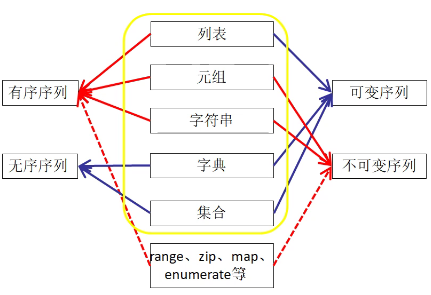 列表
元组
有序序列
可变序列
字符串
字典
无序序列
不可变序列
集合
range、zip、map、
enumerate等